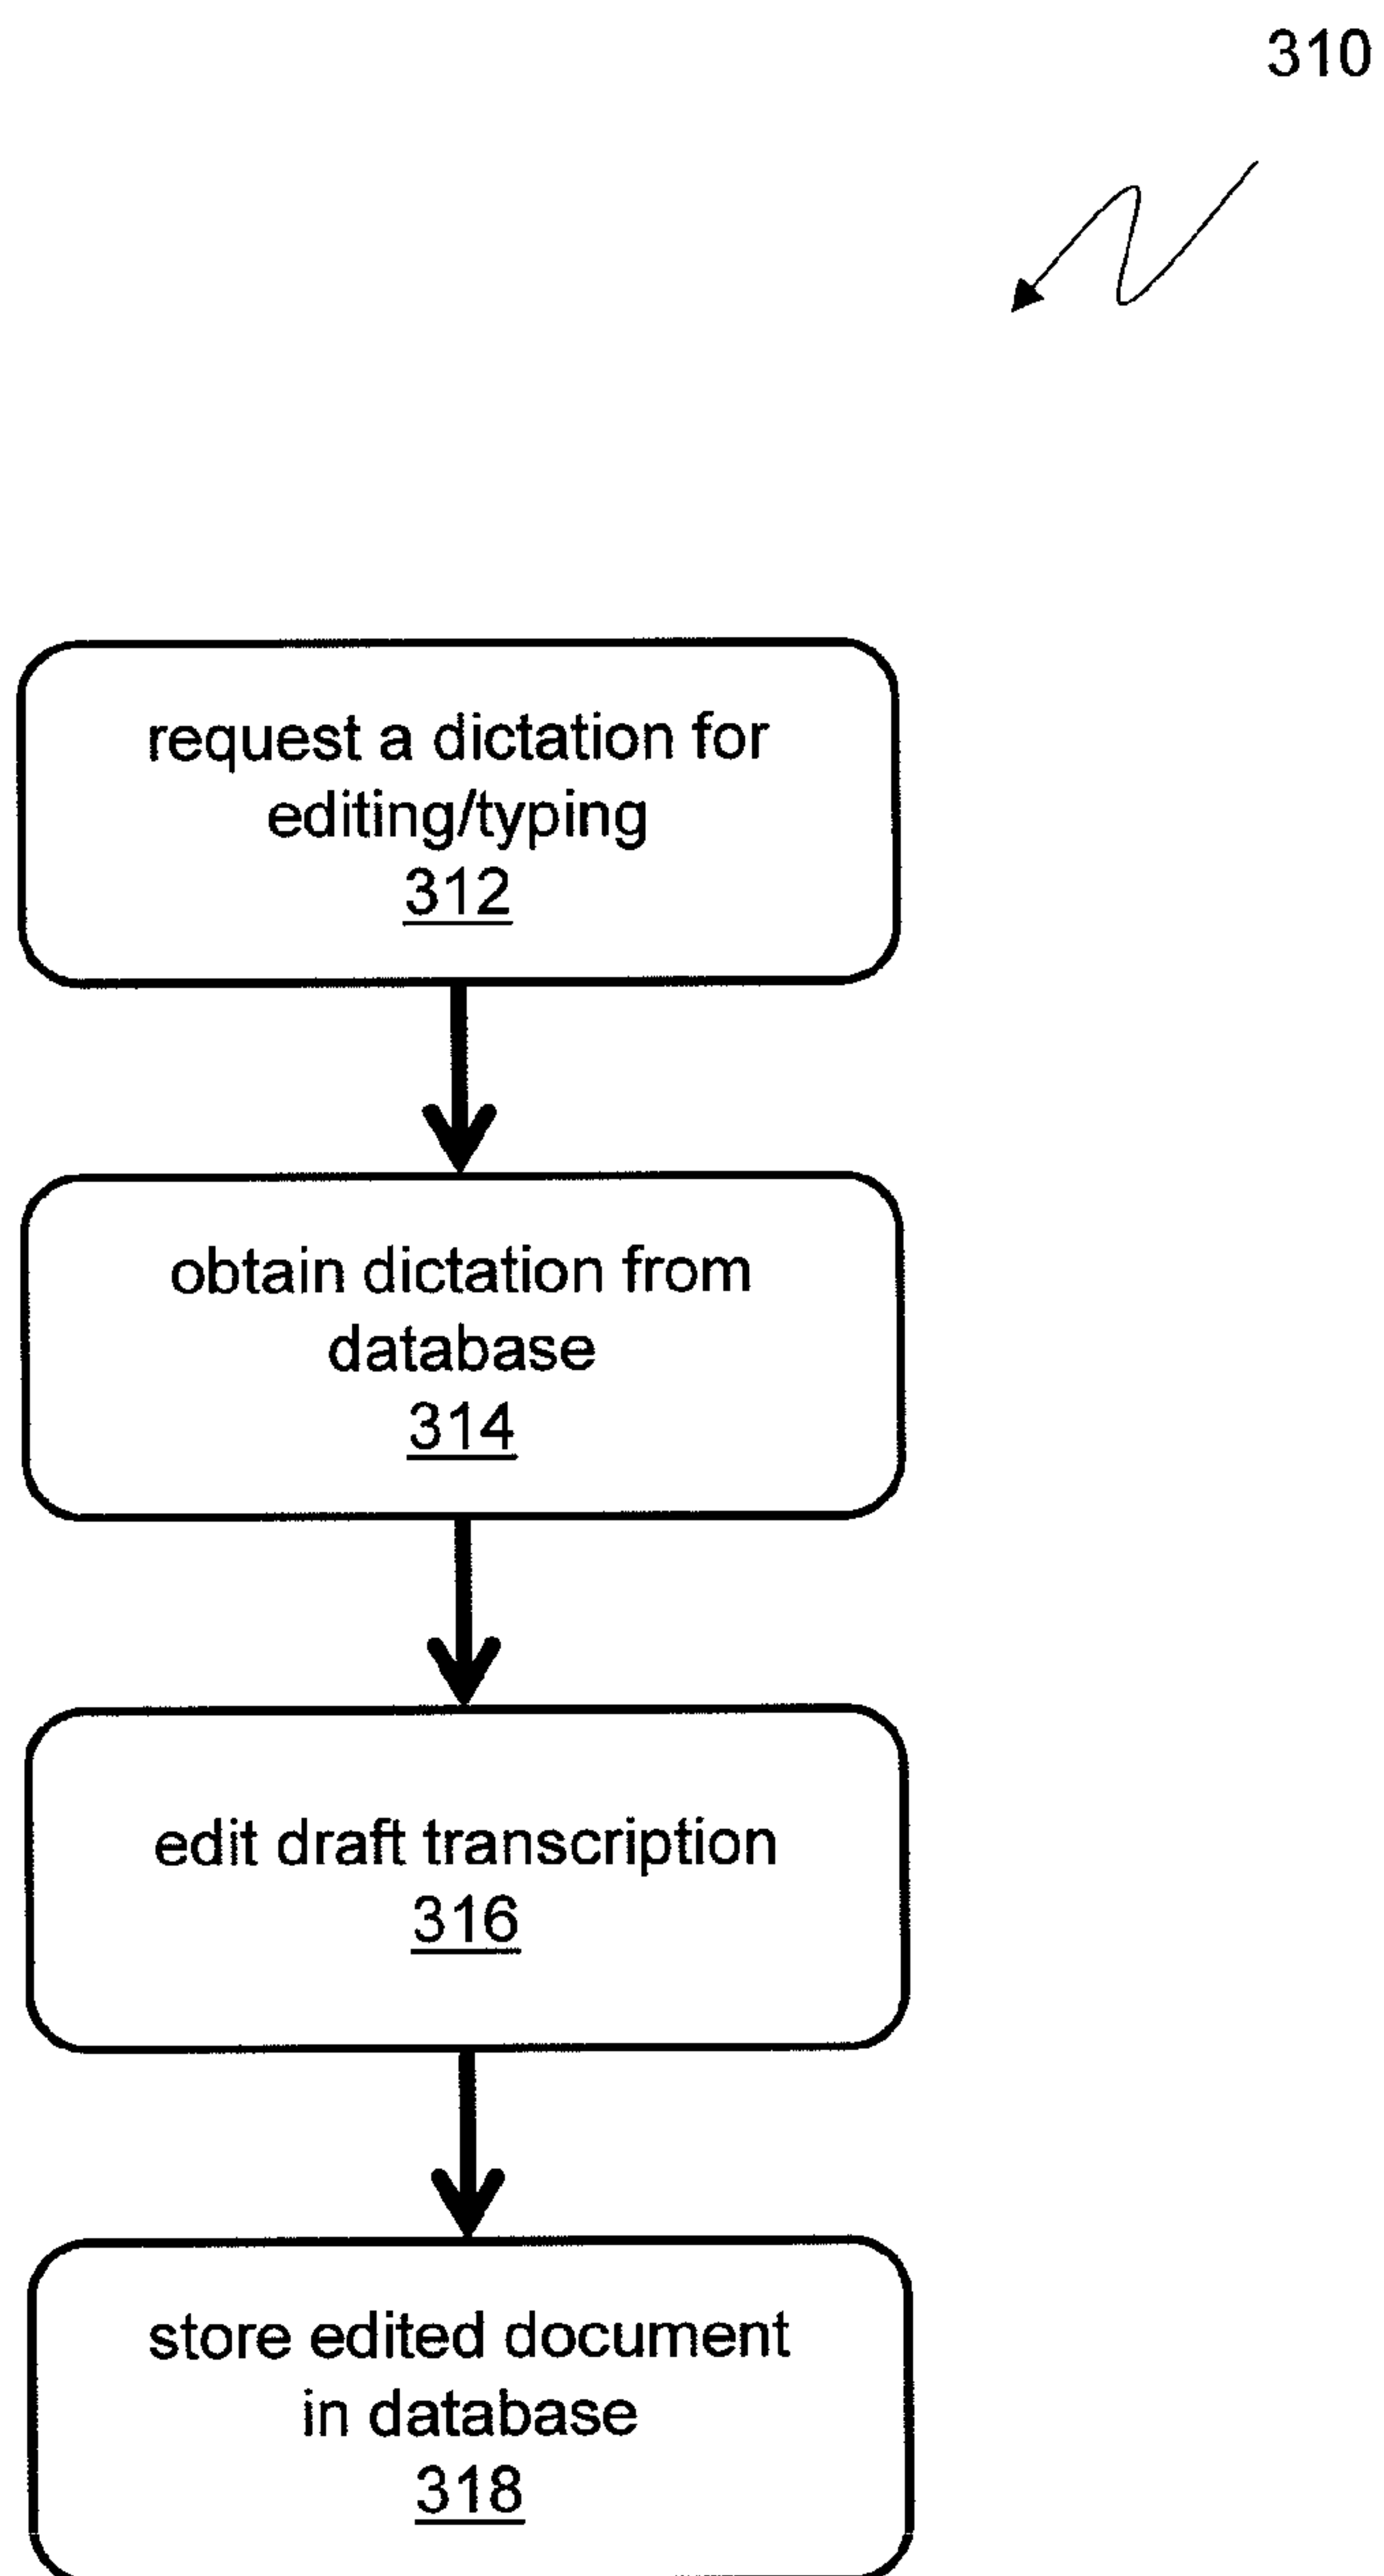 310
request a dictation for
editing/typing
312
obtain dictation from
database
314
edit draft transcription
316
store edited document
in database
318